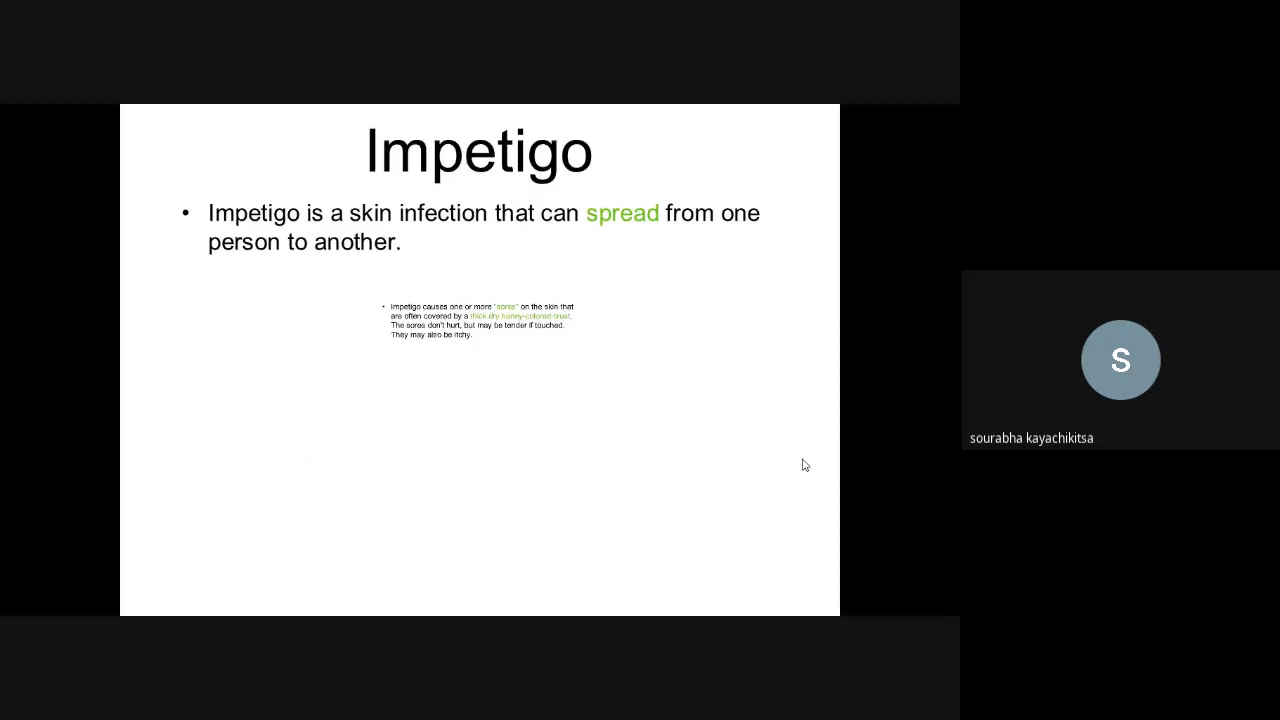 Impetigo
• Impetigo is a skin infection that can spread from one
person to another.
• Impetigo causes one or more "sores" on the skin that
are often covered by a thick dry honey-colored crust.
The sores don't hurt, but may be tender if touched.
They may also be itchy.
S
sourabha kayachikitsa